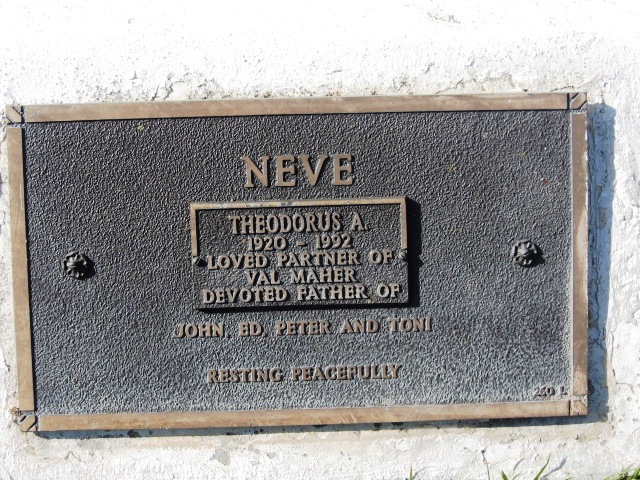 NEVE
THEODORUS A.
1920 - 1992
LOVED PARTNER OF
VAL MAHER
DEVOTED FATHER OF
JOHN, ED, PETER AND TONI
RESTING PEACEFULLY